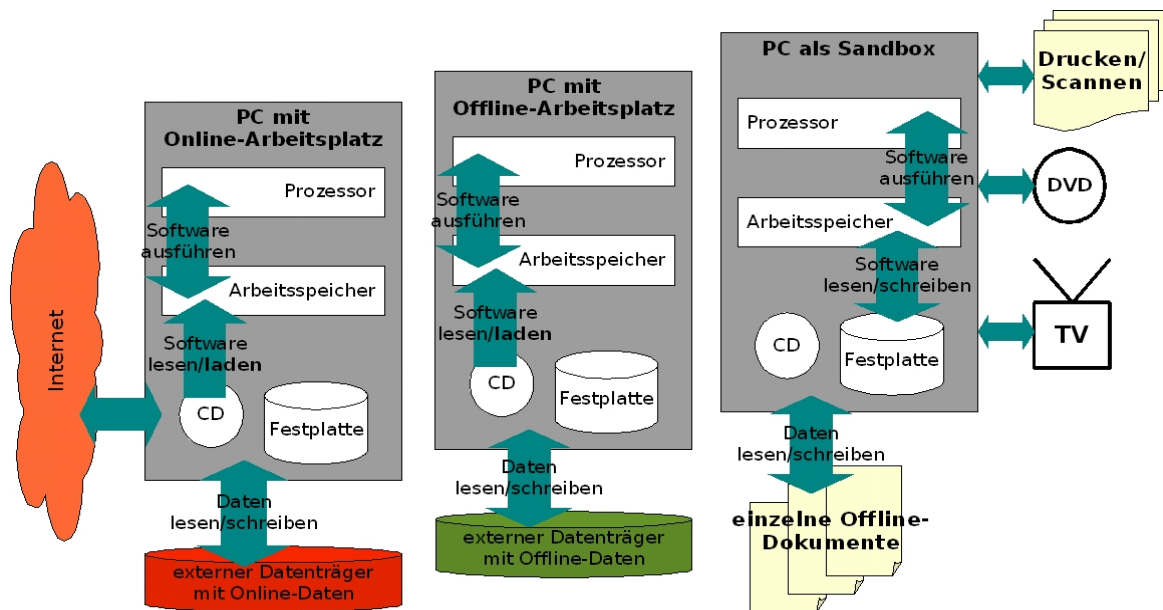 Internet
PC mit
Online-Arbeitsplatz
Prozessor
Software
ausführen
Arbeitsspeicher
Software
lesen/laden
CD
Festplatte
Daten
lesen/schreiben
externer Datenträger
mit Online-Daten
PC mit
Offline-Arbeitsplatz
Prozessor
Software
ausführen
Arbeitsspeicher
Software
lesen/laden
CD
Festplatte
Daten
lesen/schreiben
externer Datenträger
mit Offline-Daten
PC als Sandbox
Prozessor
Software
ausführen
Arbeitsspeicher
Software
lesen/schreiben
CD
Festplatte
Daten
lesen/schreiben
einzelne Offline-
Dokumente
Drucken/
Scannen
DVD
TV